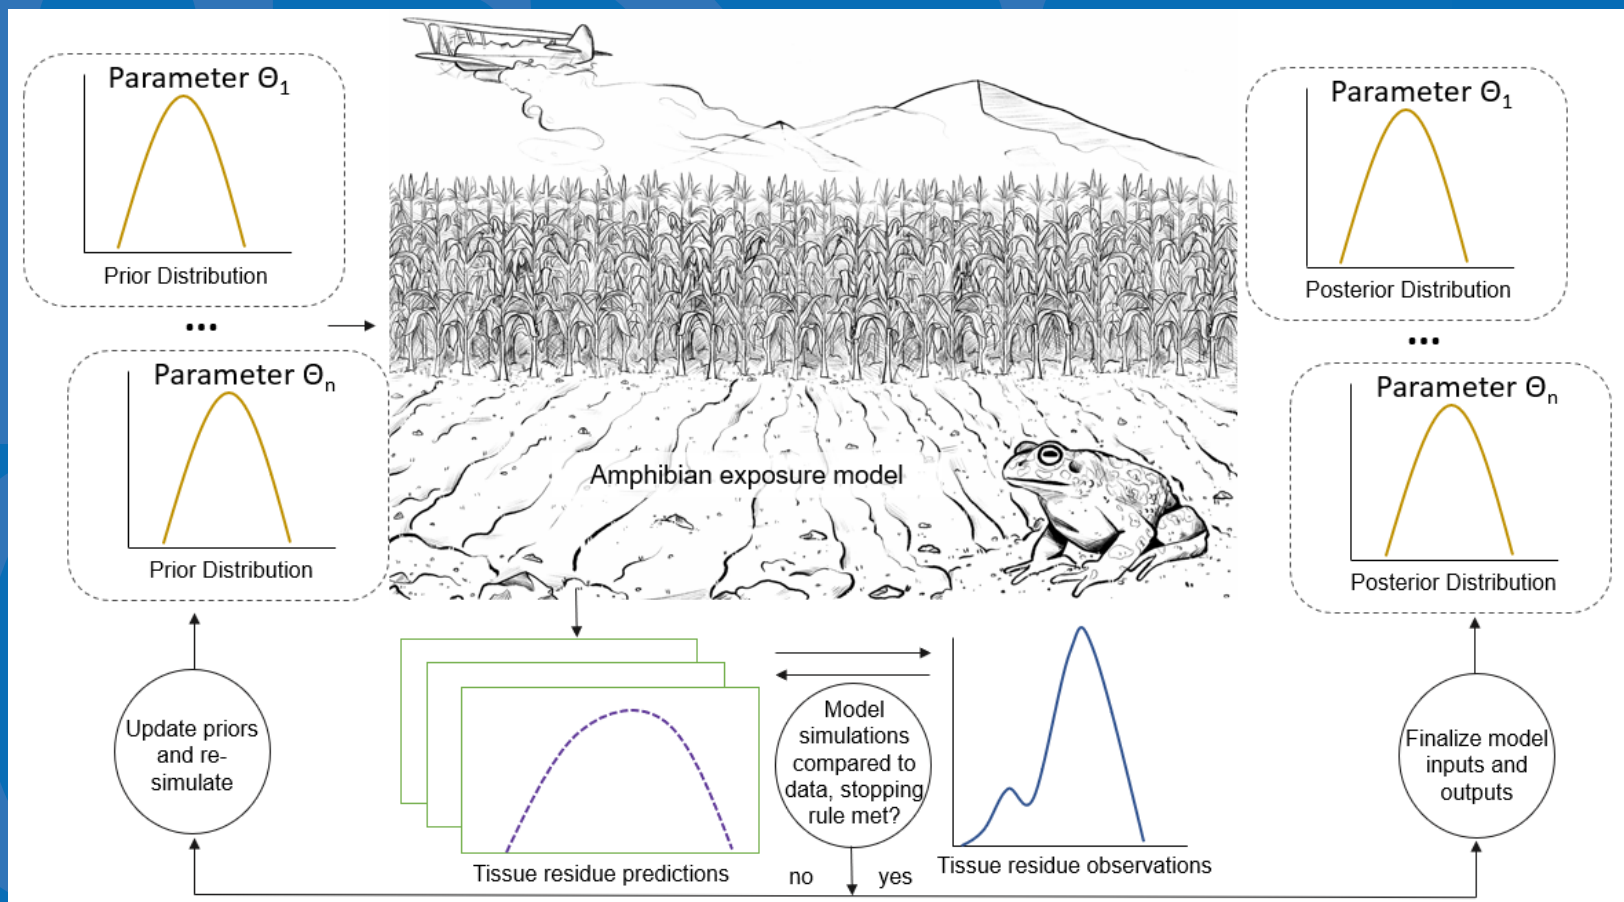 Parameter Θ1
Prior Distribution
...
Parameter Θn
Prior Distribution
Update priors
and re-
simulate
Amphibian exposure model
Tissue residue predictions
Model
simulations
compared to
data, stopping
rule met?
no
yes
Tissue residue observations
Parameter Θ1
Posterior Distribution
...
Parameter Θn
Posterior Distribution
Finalize model
inputs and
outputs